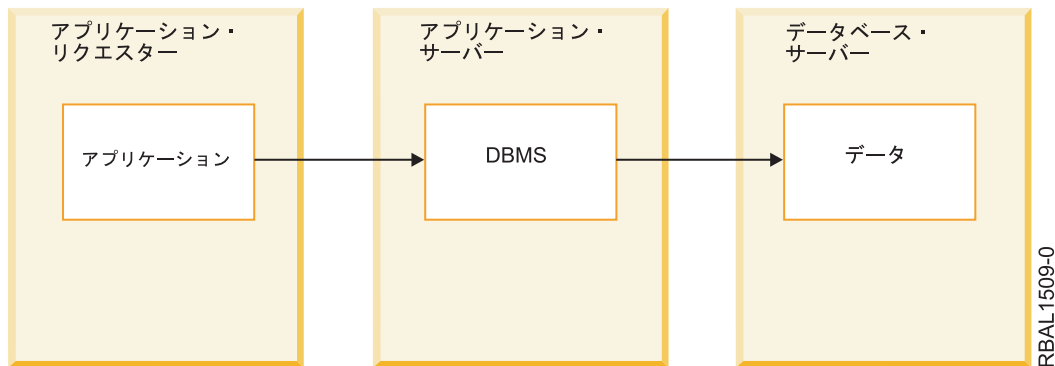 アプリケーション・
リクエスター
アプリケーション
アプリケーション・
サーバー
DBMS
データベース・
サーバー
データ
RBAL1509-0